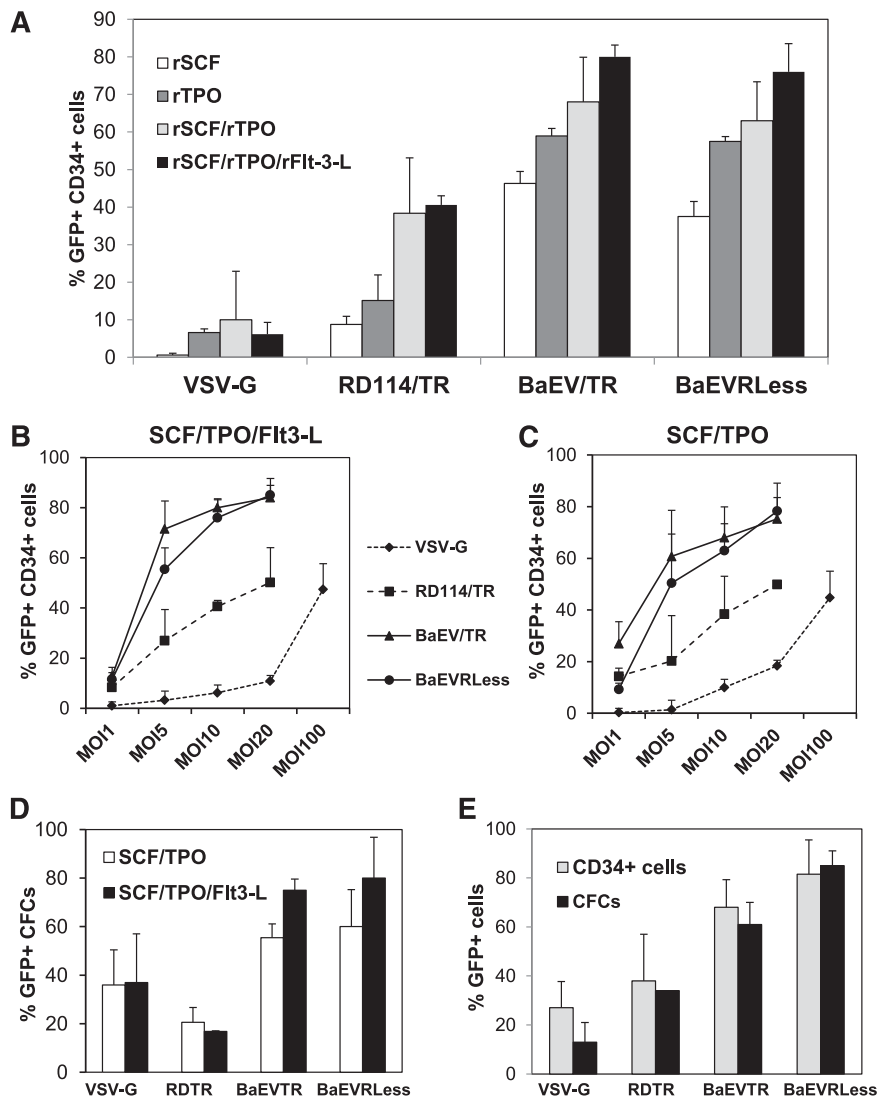 A
% GFP+ CD34+ cells
90
80
70
60
50
40
30
20
10
0
rSCF
rTPO
rSCF/rTPO
rSCF/rTPO/rFlt-3-L
VSV-G RD114/TR BaEV/TR BaEVRLess
B
SCF/TPO/Flt3-L
% GFP+ CD34+ cells
100
80
60
40
20
0
MOI1 MOI5 MOI10 MOI20 MOI100
VSV-G
RD114/TR
BaEV/TR
BaEVRLess
C
SCF/TPO
% GFP+ CD34+ cells
100
80
60
40
20
0
MOI1 MOI5 MOI10 MOI20 MOI100
D
% GFP+ CFCs
100
80
60
40
20
0
SCF/TPO
SCF/TPO/Flt3-L
VSV-G RDTR BaEVTR BaEVRLess
E
% GFP+ cells
100
80
60
40
20
0
CD34+ cells
CFCs
VSV-G RDTR BaEVTR BaEVRLess